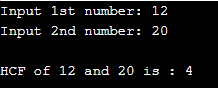 Input 1st number: 12
Input 2nd number: 20
HCF of 12 and 20 is : 4